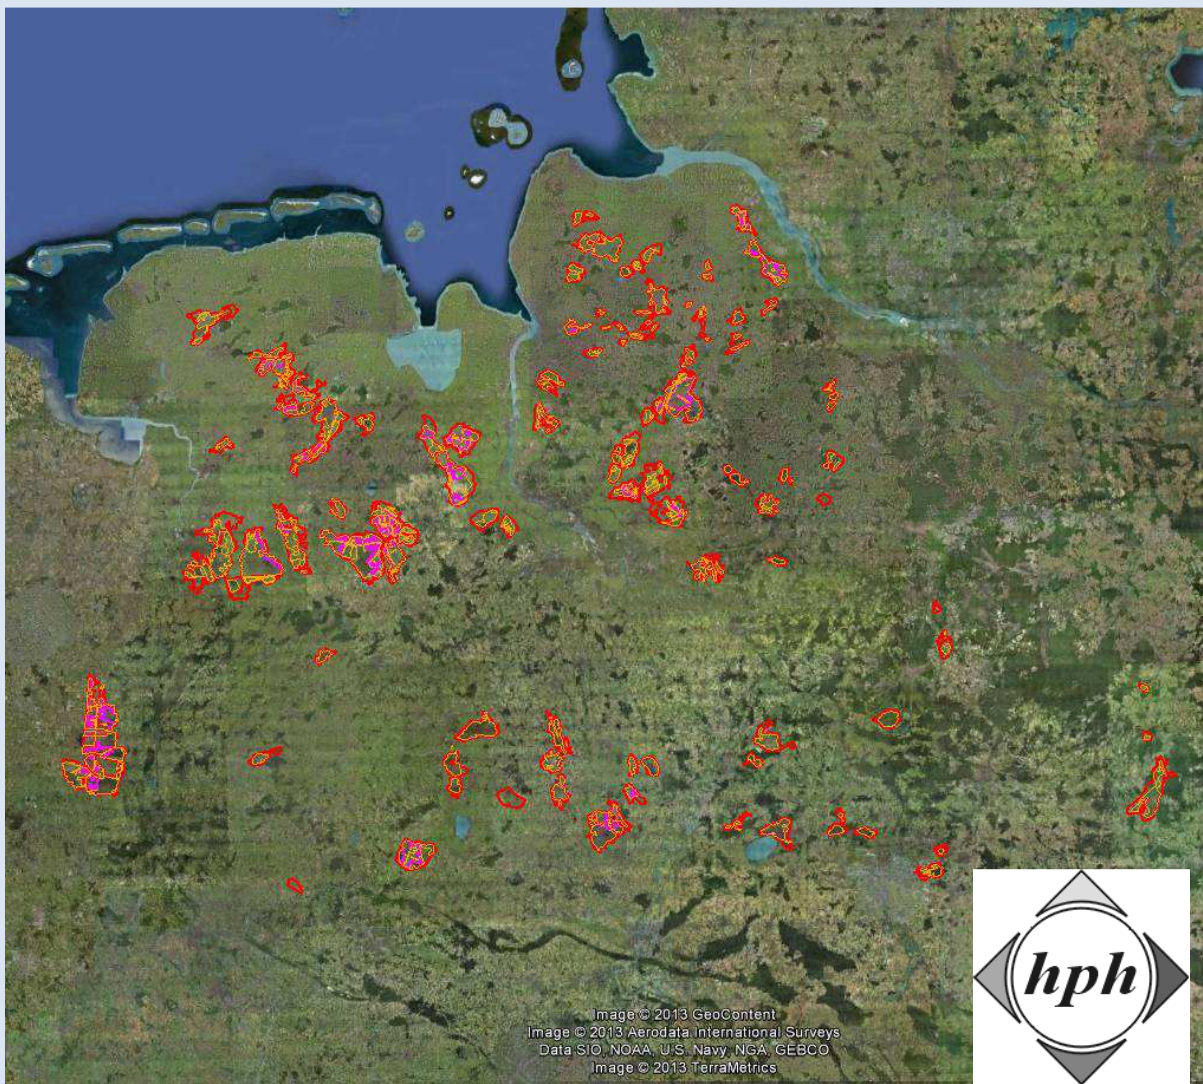 hph
Image © 2013 GeoContent
Image © 2013 Aerodata International Surveys
Data SIO, NOAA, U.S. Navy, NGA, GEBCO
Image © 2013 TerraMetrics